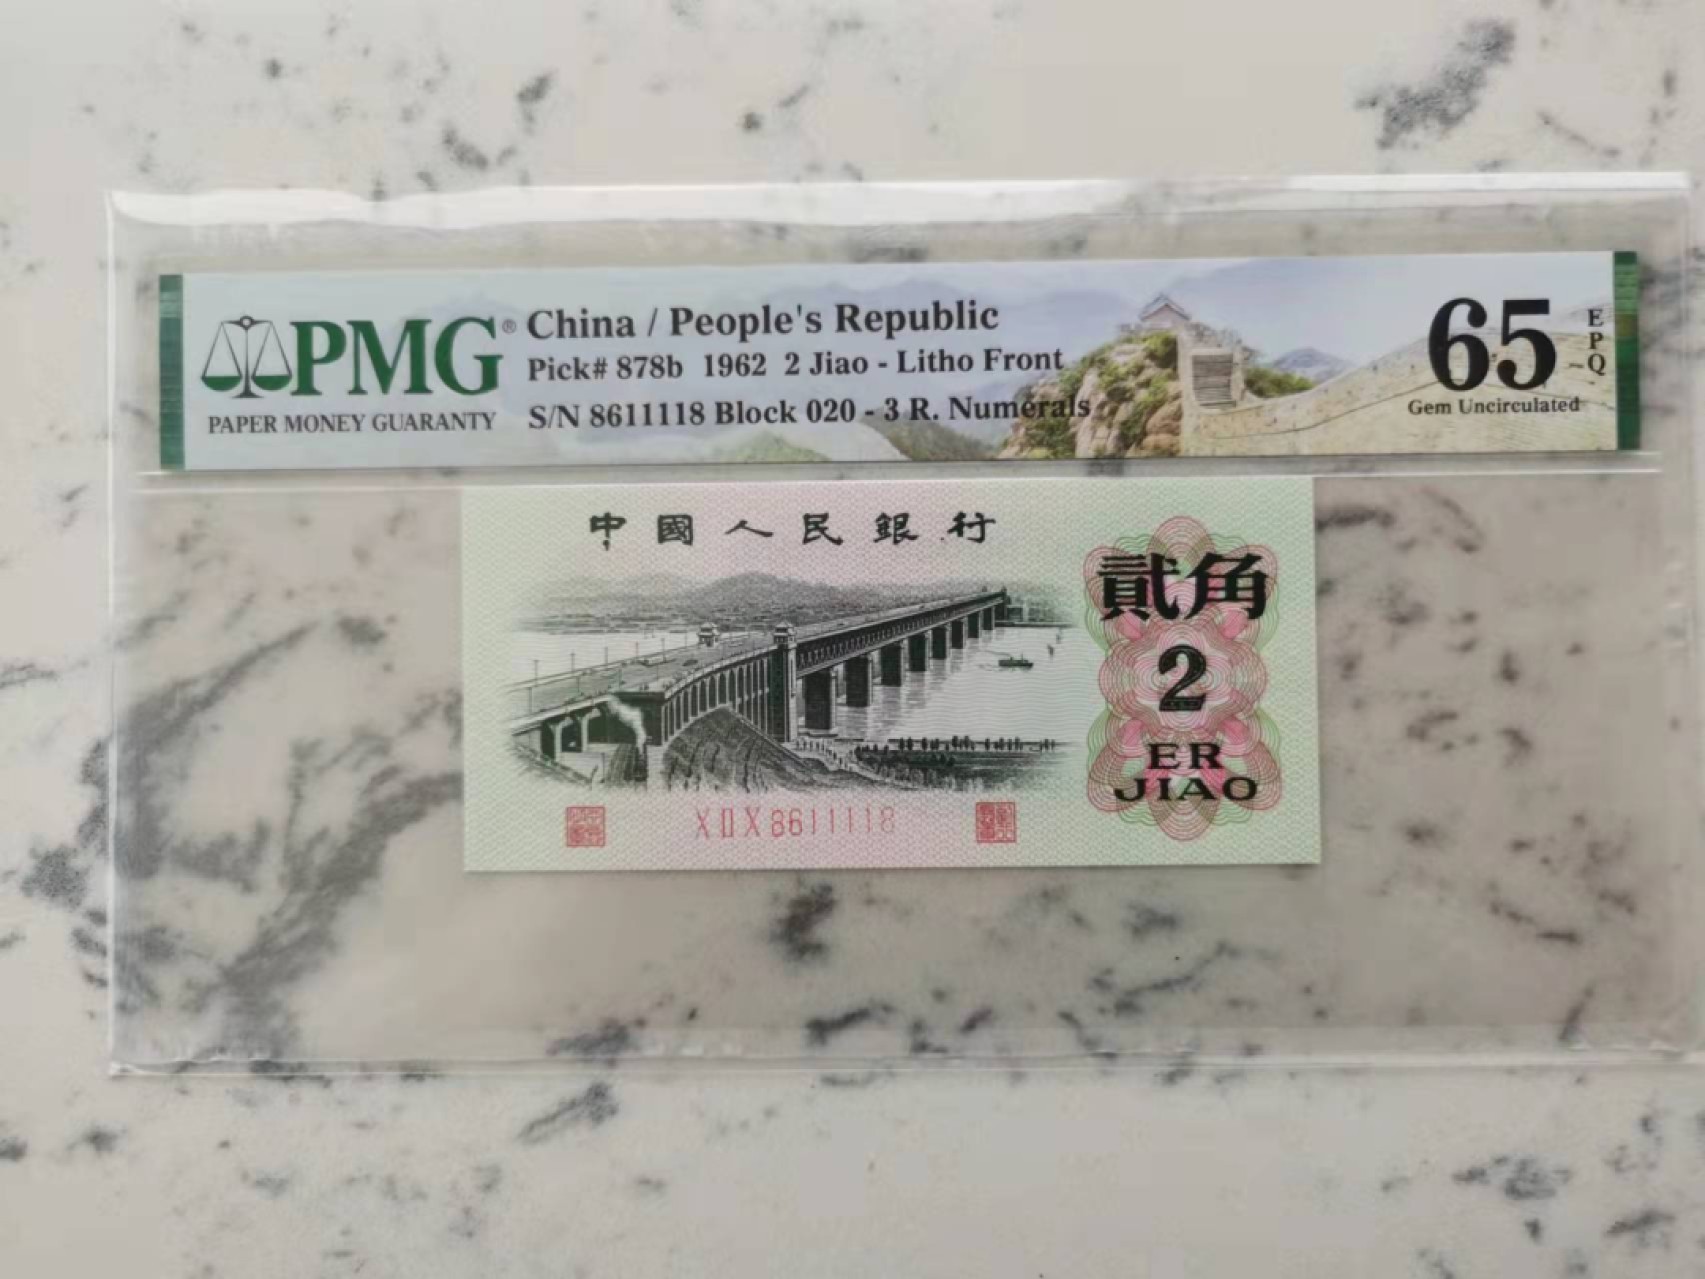 PMG®
PAPER MONEY GUARANTY
China / People's Republic
Pick# 878b 1962 2 Jiao - Litho Front
S/N 8611118 Block 020 - 3 R. Numerals
65
EPQ
Gem Uncirculated
中國人民銀行
貳角
2
ER
JIAO
X II X 8611118